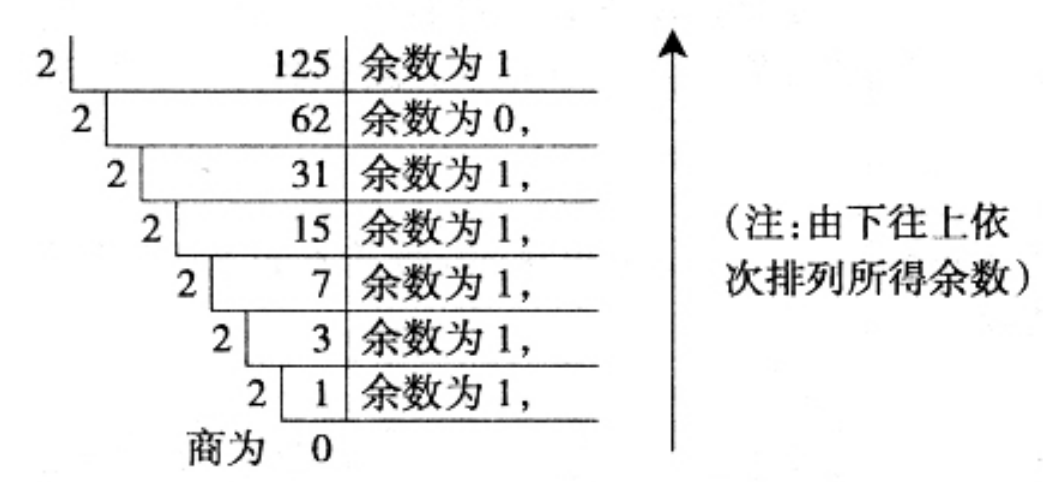 2 125 余数为 1
2 62 余数为 0，
2 31 余数为 1，
2 15 余数为 1，
2 7 余数为 1，
2 3 余数为 1，
2 1 余数为 1，
商为 0
（注：由下往上依
次排列所得余数）